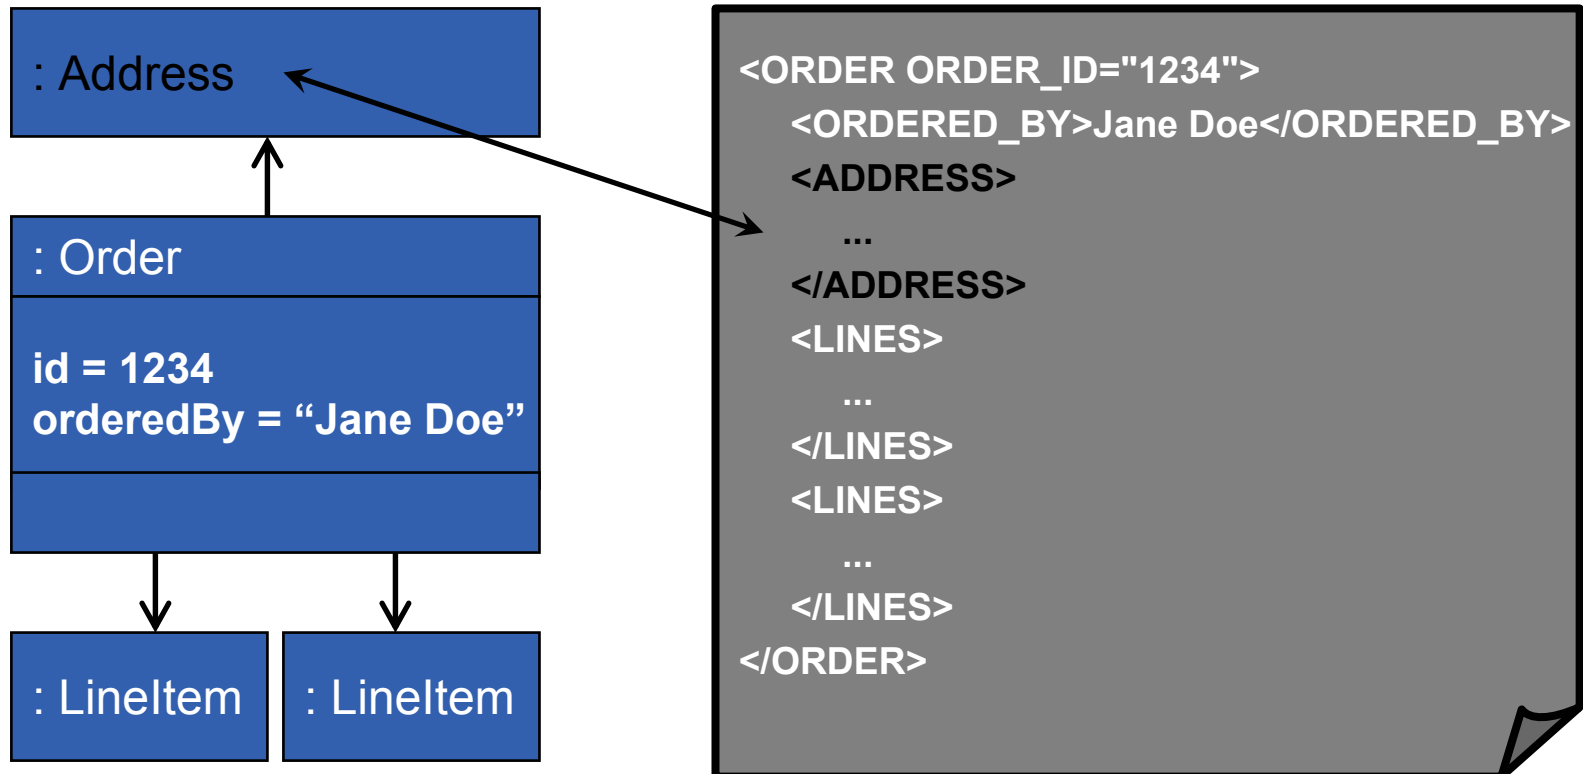 : Address
: Order
id = 1234
orderedBy = “Jane Doe”
: LineItem
: LineItem
<ORDER ORDER_ID="1234">
<ORDERED_BY>Jane Doe</ORDERED_BY>
<ADDRESS>
...
</ADDRESS>
<LINES>
...
</LINES>
<LINES>
...
</LINES>
</ORDER>